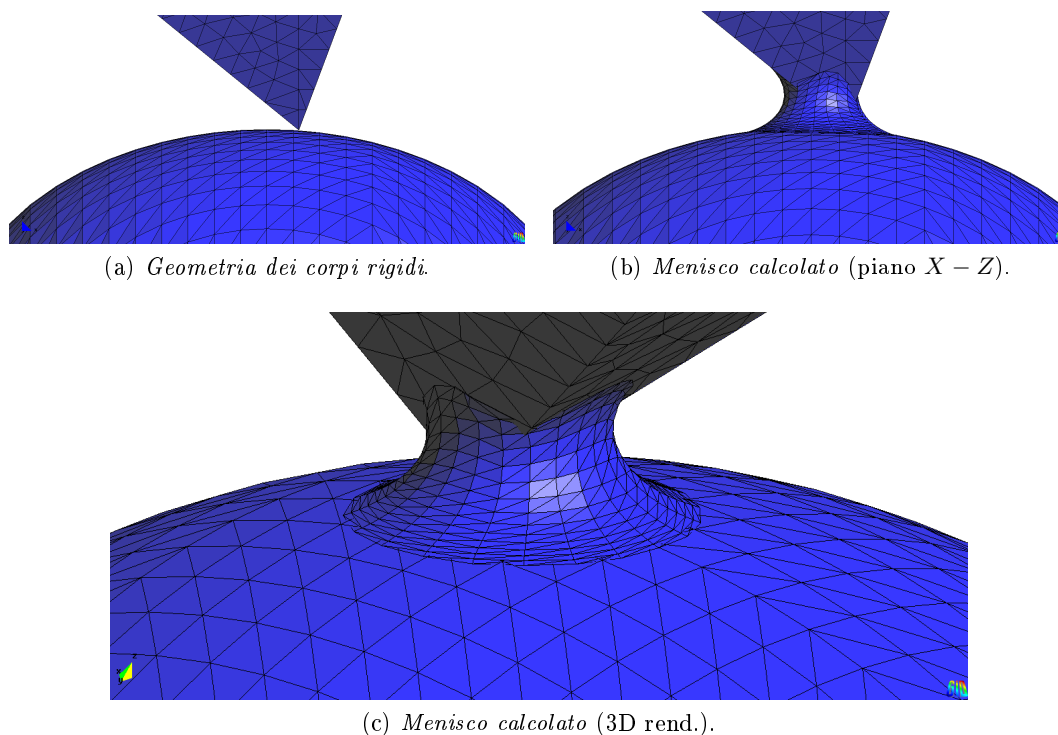 (a) Geometria dei corpi rigidi.
(b) Menisco calcolato (piano X − Z).
(c) Menisco calcolato (3D rend.).